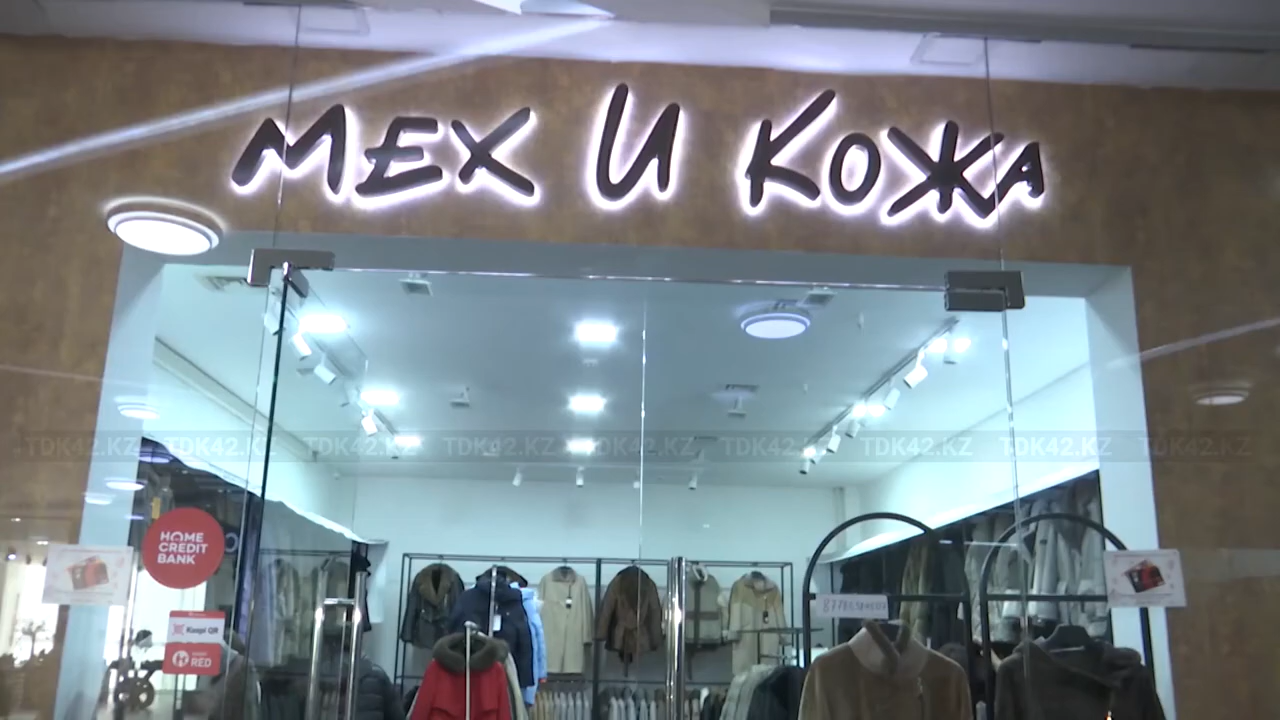 МЕХ И КОЖА
TDK42.KZ TDK42.KZ TDK42.KZ TDK42.KZ TDK42.KZ TDK42.KZ TDK42.KZ TDK42.KZ TDK42.KZ
HOME
CREDIT
BANK
Kaspi QR
RED